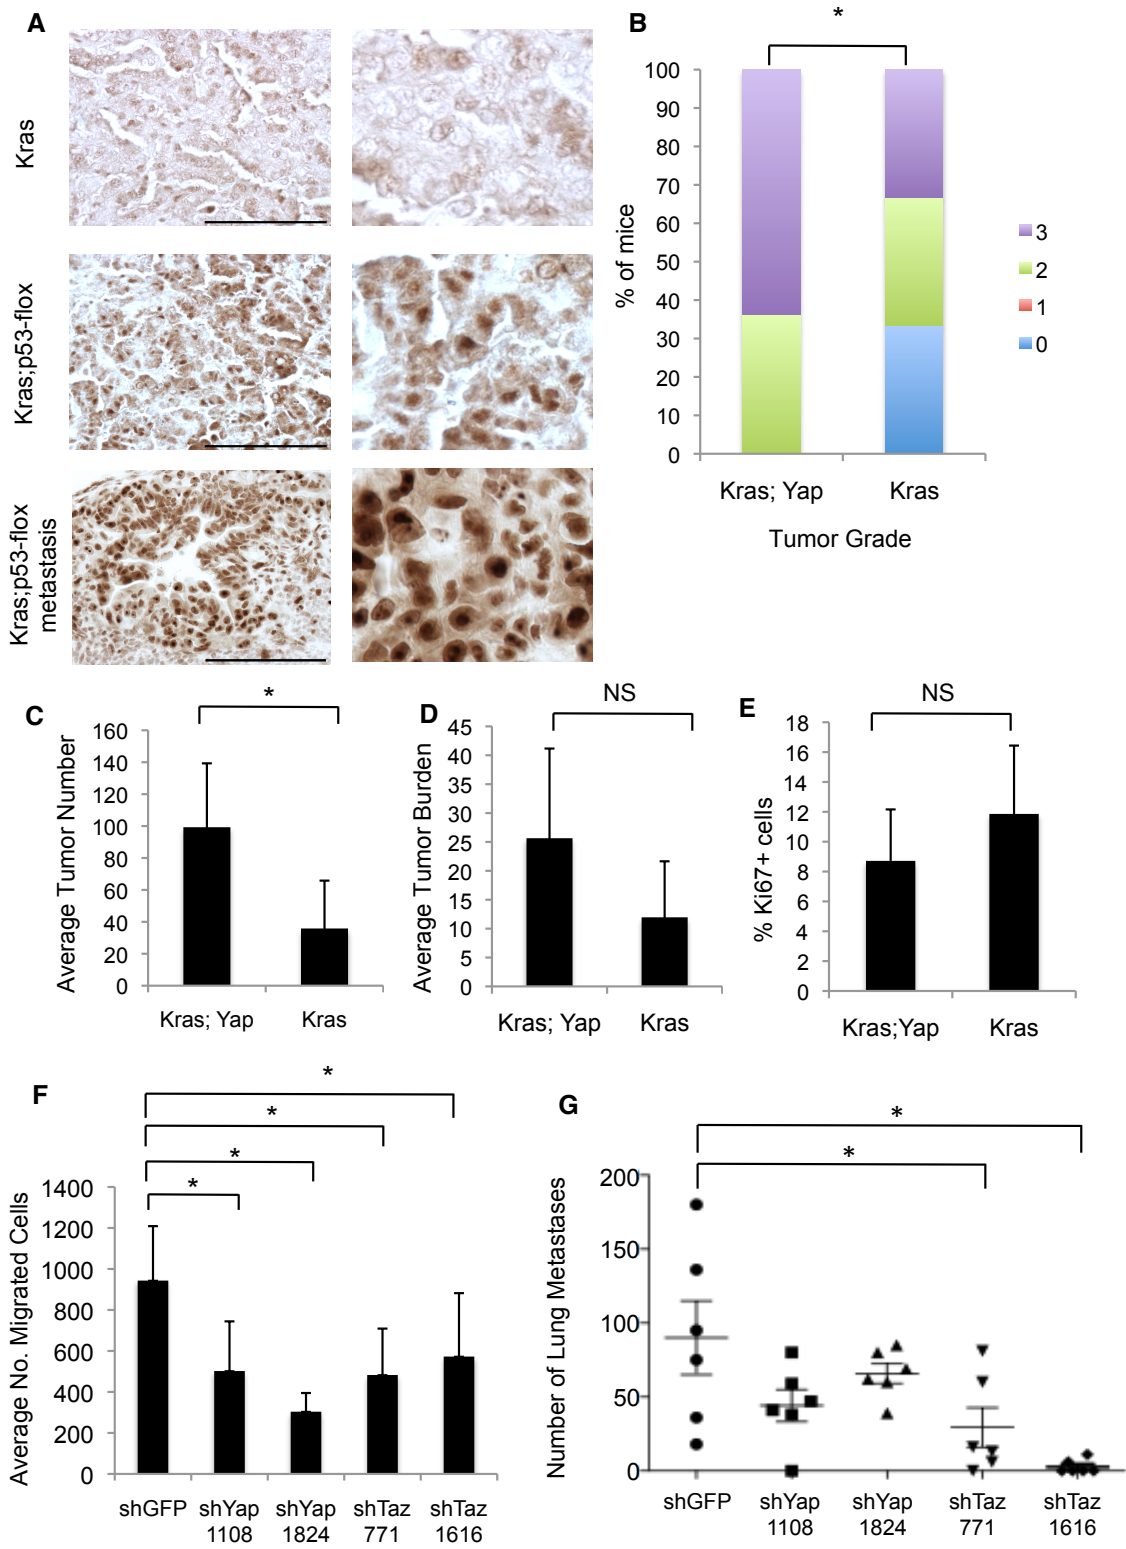 A
Kras
Kras;p53-flox
Kras;p53-flox
metastasis
B
*
% of mice
100
90
80
70
60
50
40
30
20
10
0
Kras; Yap
Kras
Tumor Grade
3
2
1
0
C
*
Average Tumor Number
160
140
120
100
80
60
40
20
0
Kras; Yap
Kras
D
NS
Average Tumor Burden
45
40
35
30
25
20
15
10
5
0
Kras; Yap
Kras
E
NS
% Ki67+ cells
18
16
14
12
10
8
6
4
2
0
Kras;Yap
Kras
F
*
*
*
*
Average No. Migrated Cells
1400
1200
1000
800
600
400
200
0
shGFP
shYap
1108
shYap
1824
shTaz
771
shTaz
1616
G
*
*
Number of Lung Metastases
200
150
100
50
0
shGFP
shYap
1108
shYap
1824
shTaz
771
shTaz
1616